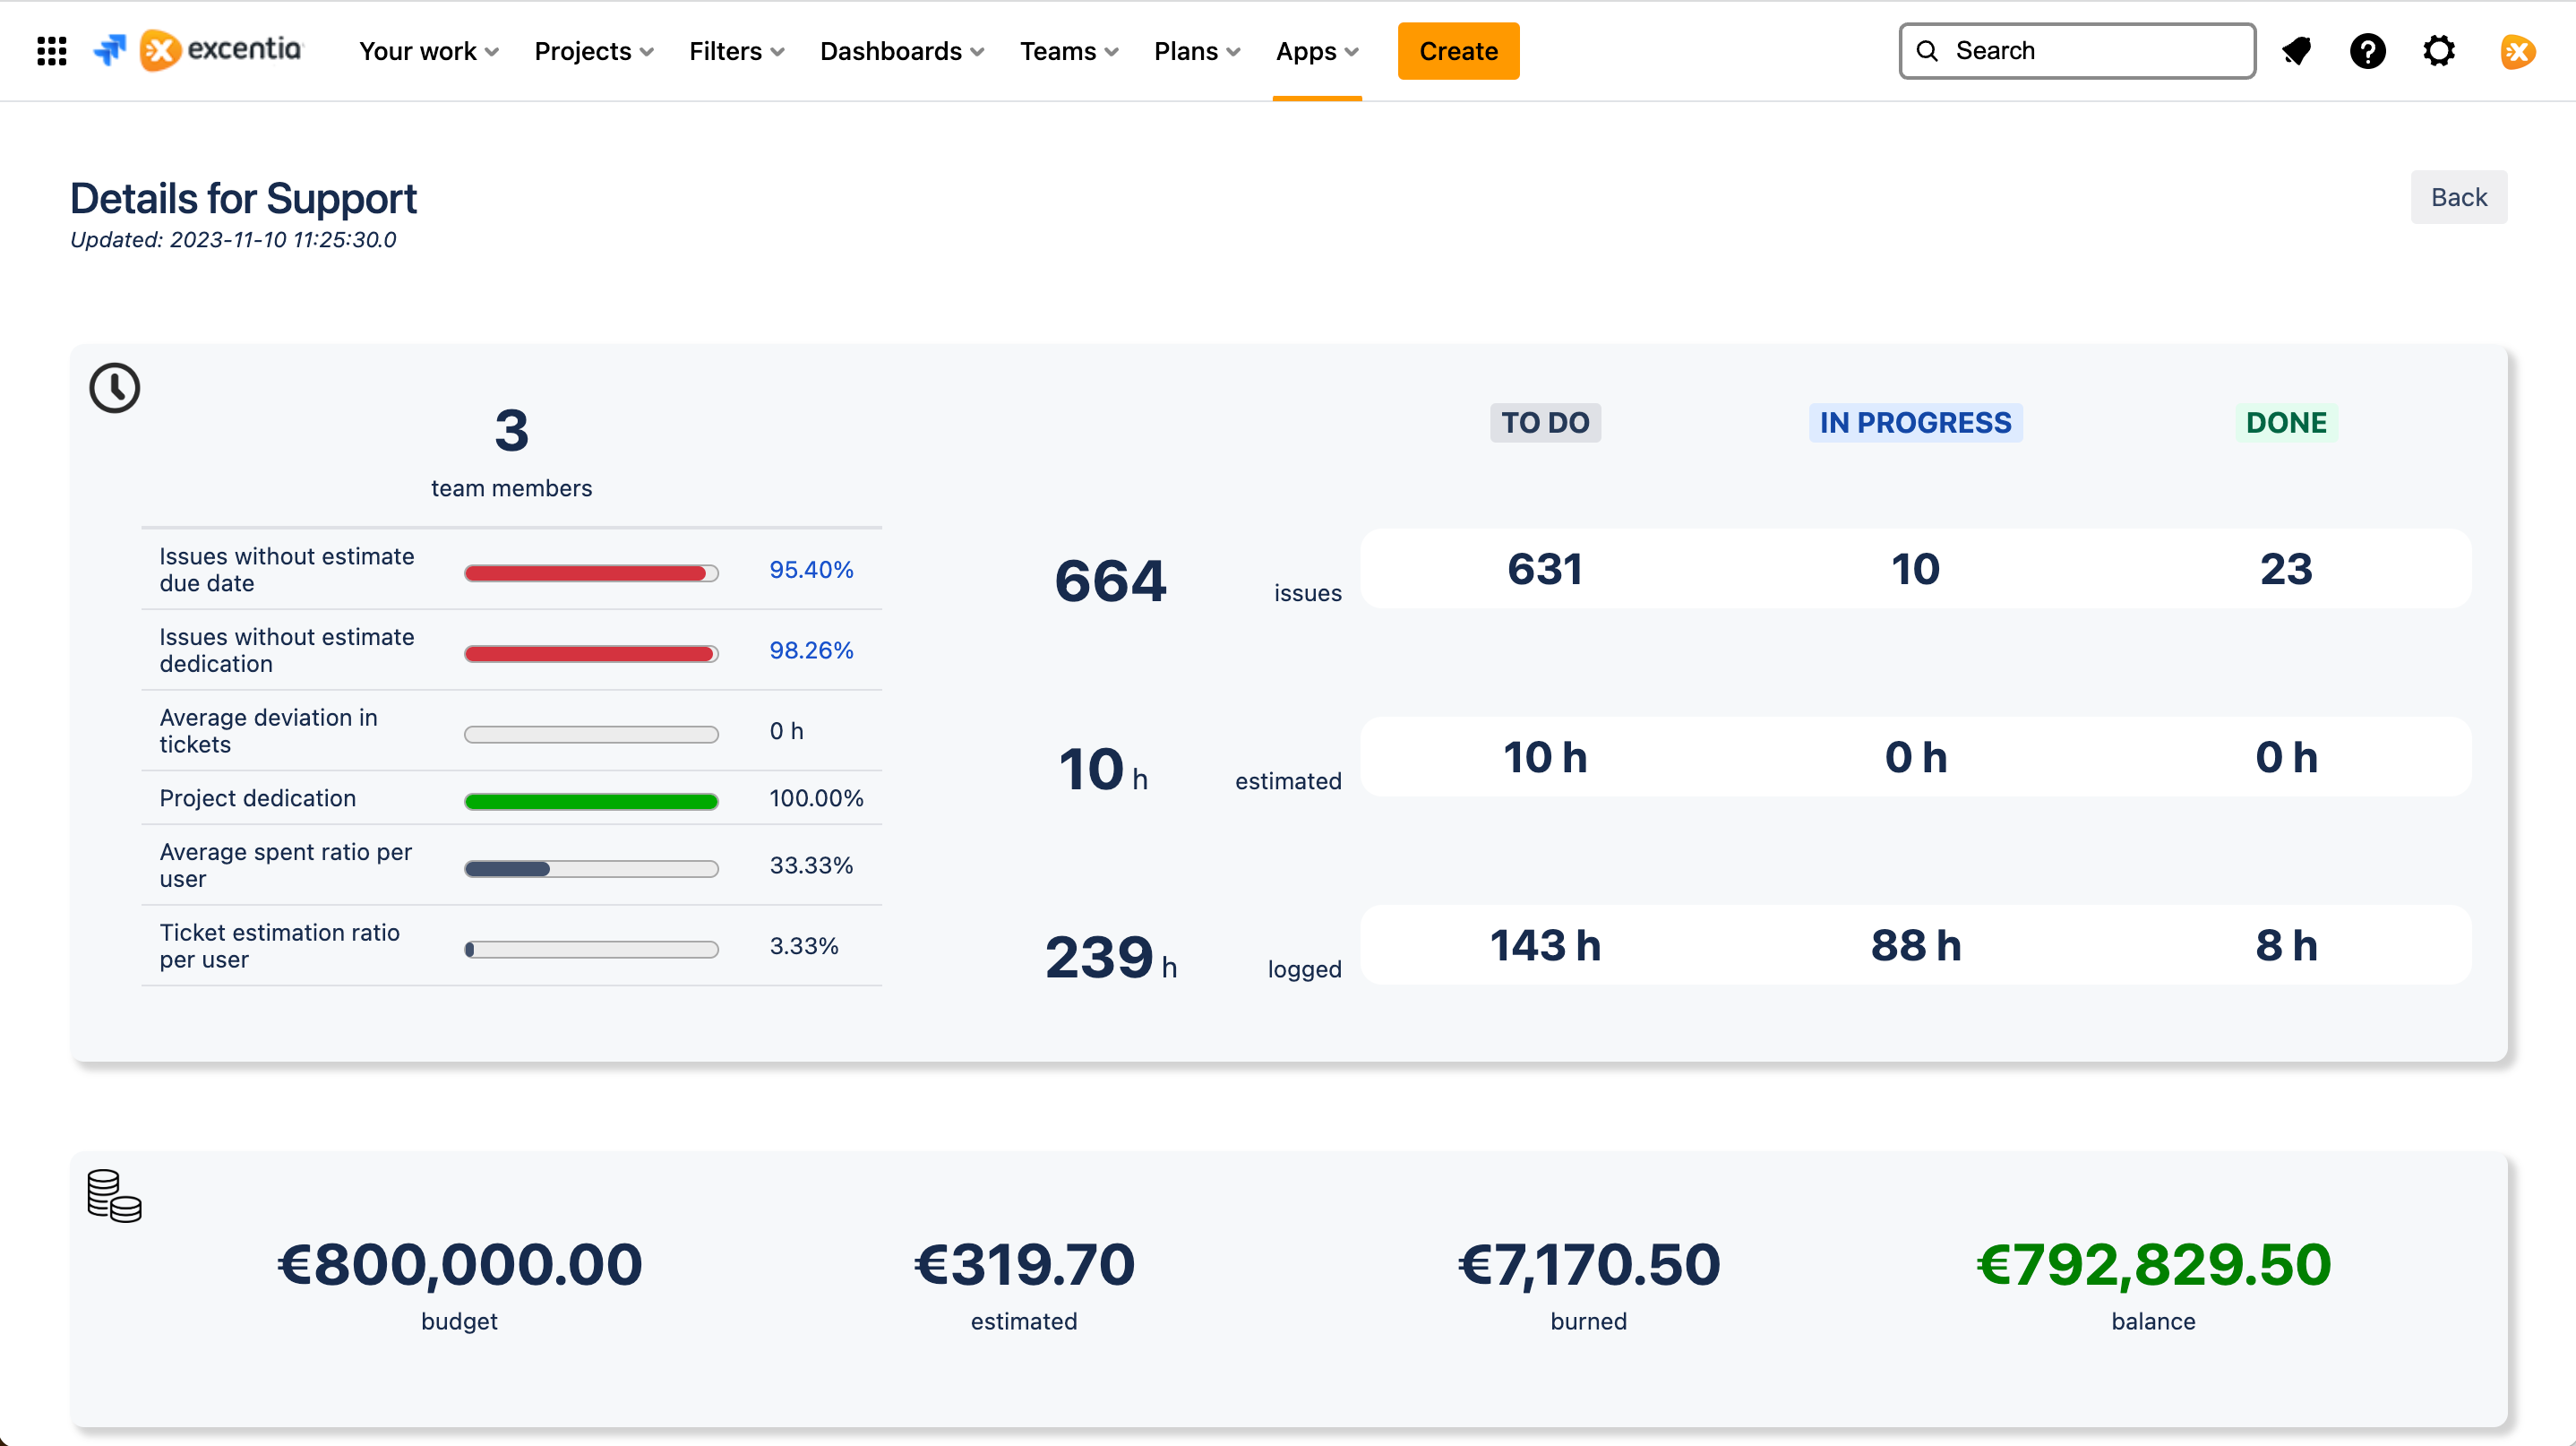 excentia
Your work
Projects
Filters
Dashboards
Teams
Plans
Apps
Create
Search
Details for Support
Back
Updated: 2023-11-10 11:25:30.0
3
team members
Issues without estimate
due date
95.40%
Issues without estimate
dedication
98.26%
Average deviation in
tickets
0 h
Project dedication
100.00%
Average spent ratio per
user
33.33%
Ticket estimation ratio
per user
3.33%
TO DO
IN PROGRESS
DONE
664 issues
631
10
23
10 h estimated
10 h
0 h
0 h
239 h logged
143 h
88 h
8 h
€800,000.00
budget
€319.70
estimated
€7,170.50
burned
€792,829.50
balance